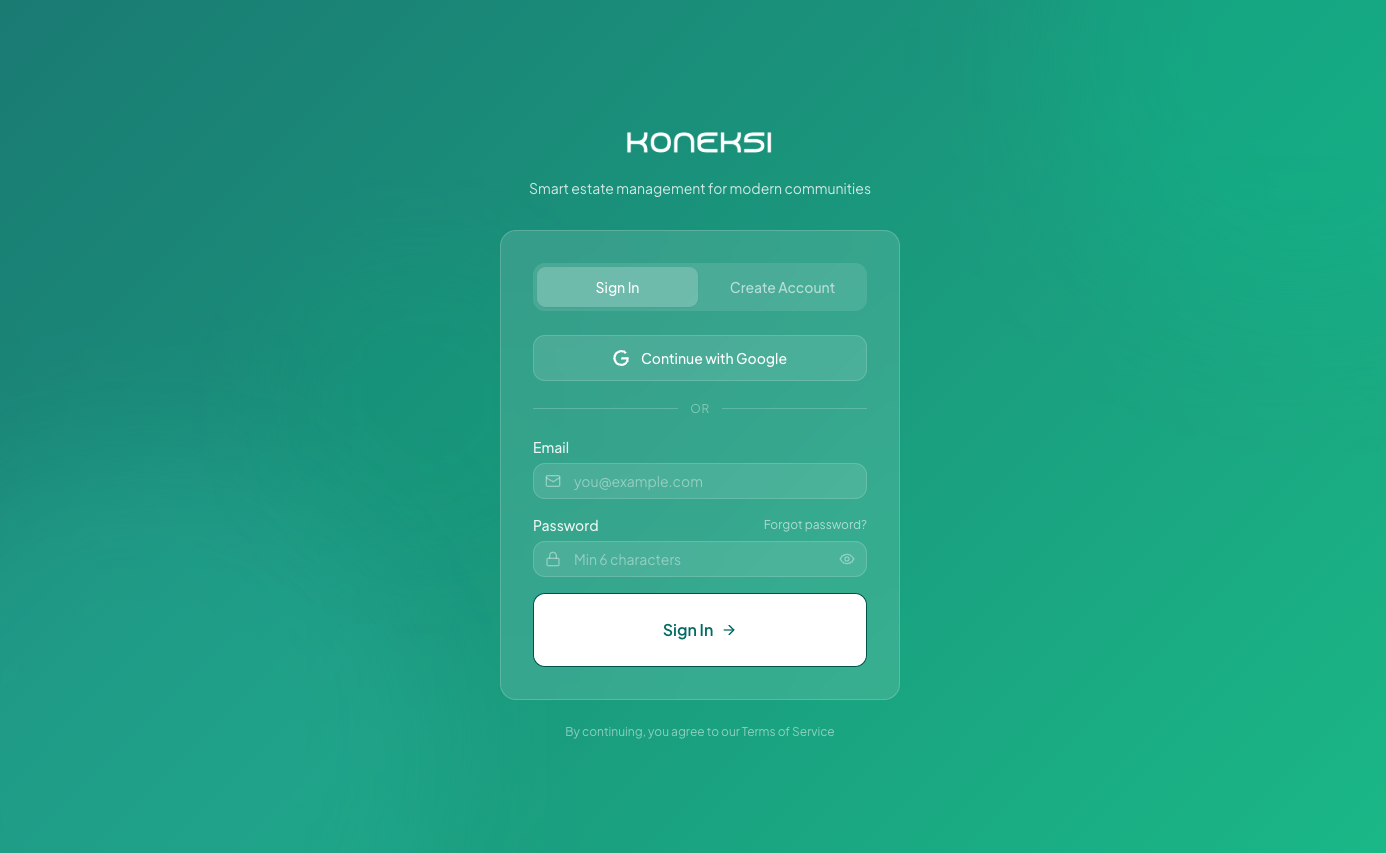 KONEKSI
Smart estate management for modern communities
Sign In
Create Account
Continue with Google
OR
Email
you@example.com
Password
Forgot password?
Min 6 characters
Sign In →
By continuing, you agree to our Terms of Service